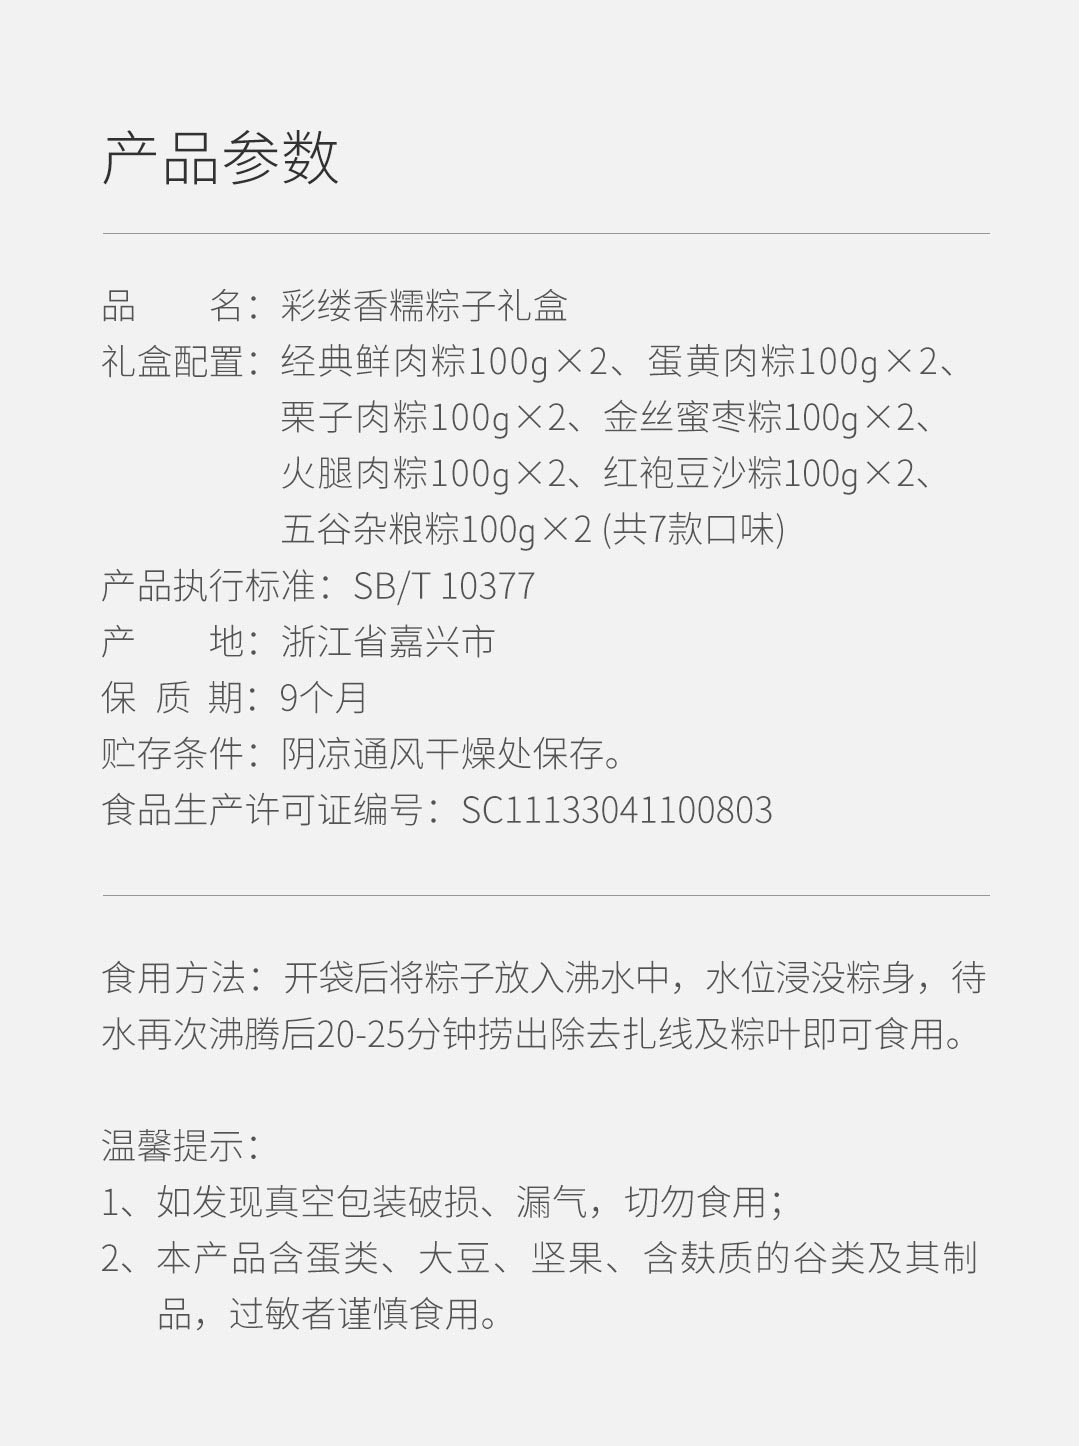 产品参数
品 名：彩缕香糯粽子礼盒
礼盒配置：经典鲜肉粽100g×2、蛋黄肉粽100g×2、
栗子肉粽100g×2、金丝蜜枣粽100g×2、
火腿肉粽100g×2、红袍豆沙粽100g×2、
五谷杂粮粽100g×2 (共7款口味)
产品执行标准：SB/T 10377
产 地：浙江省嘉兴市
保 质 期：9个月
贮存条件：阴凉通风干燥处保存。
食品生产许可证编号：SC11133041100803
食用方法：开袋后将粽子放入沸水中，水位浸没粽身，待
水再次沸腾后20-25分钟捞出除去扎线及粽叶即可食用。
温馨提示：
1、如发现真空包装破损、漏气，切勿食用；
2、本产品含蛋类、大豆、坚果、含麸质的谷类及其制
品，过敏者谨慎食用。